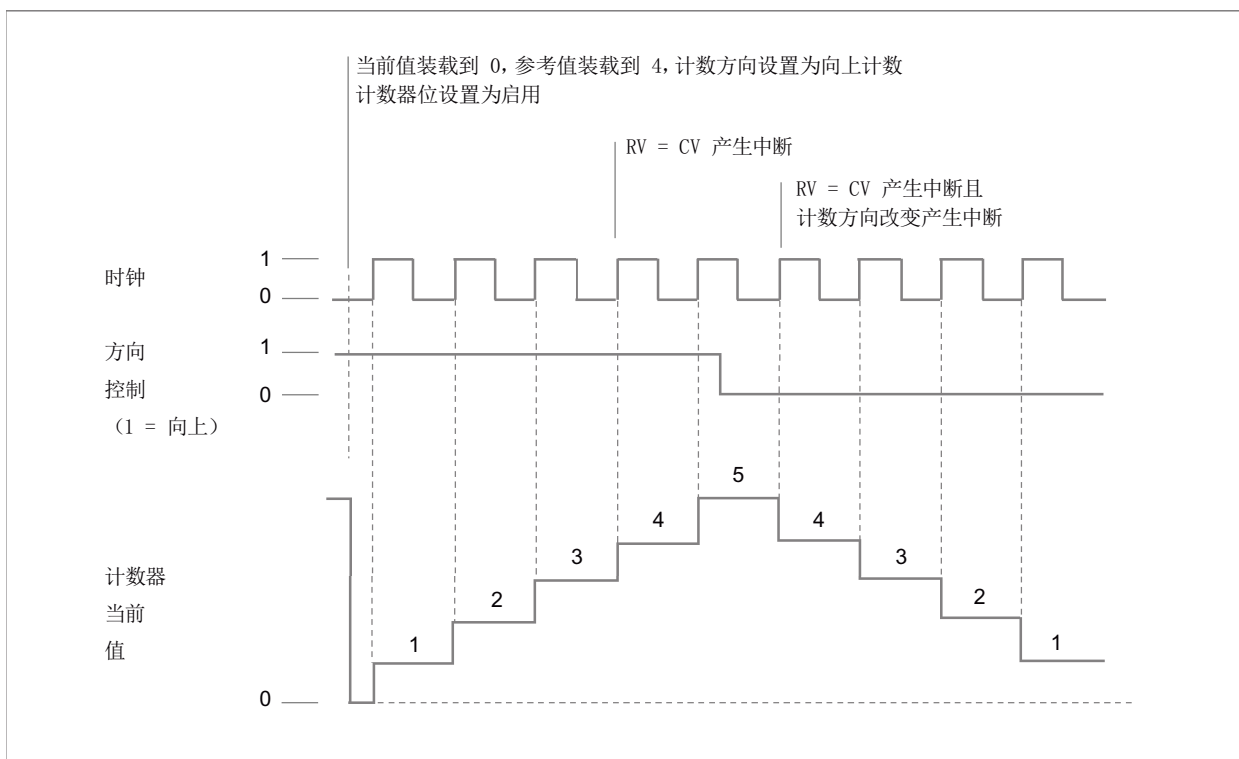 当前值装载到 0，参考值装载到 4，计数方向设置为向上计数
计数器位设置为启用
RV = CV 产生中断
RV = CV 产生中断且
计数方向改变产生中断
时钟
1
0
方向
控制
（1 = 向上）
1
0
计数器
当前
值
0
1
2
3
4
5
4
3
2
1